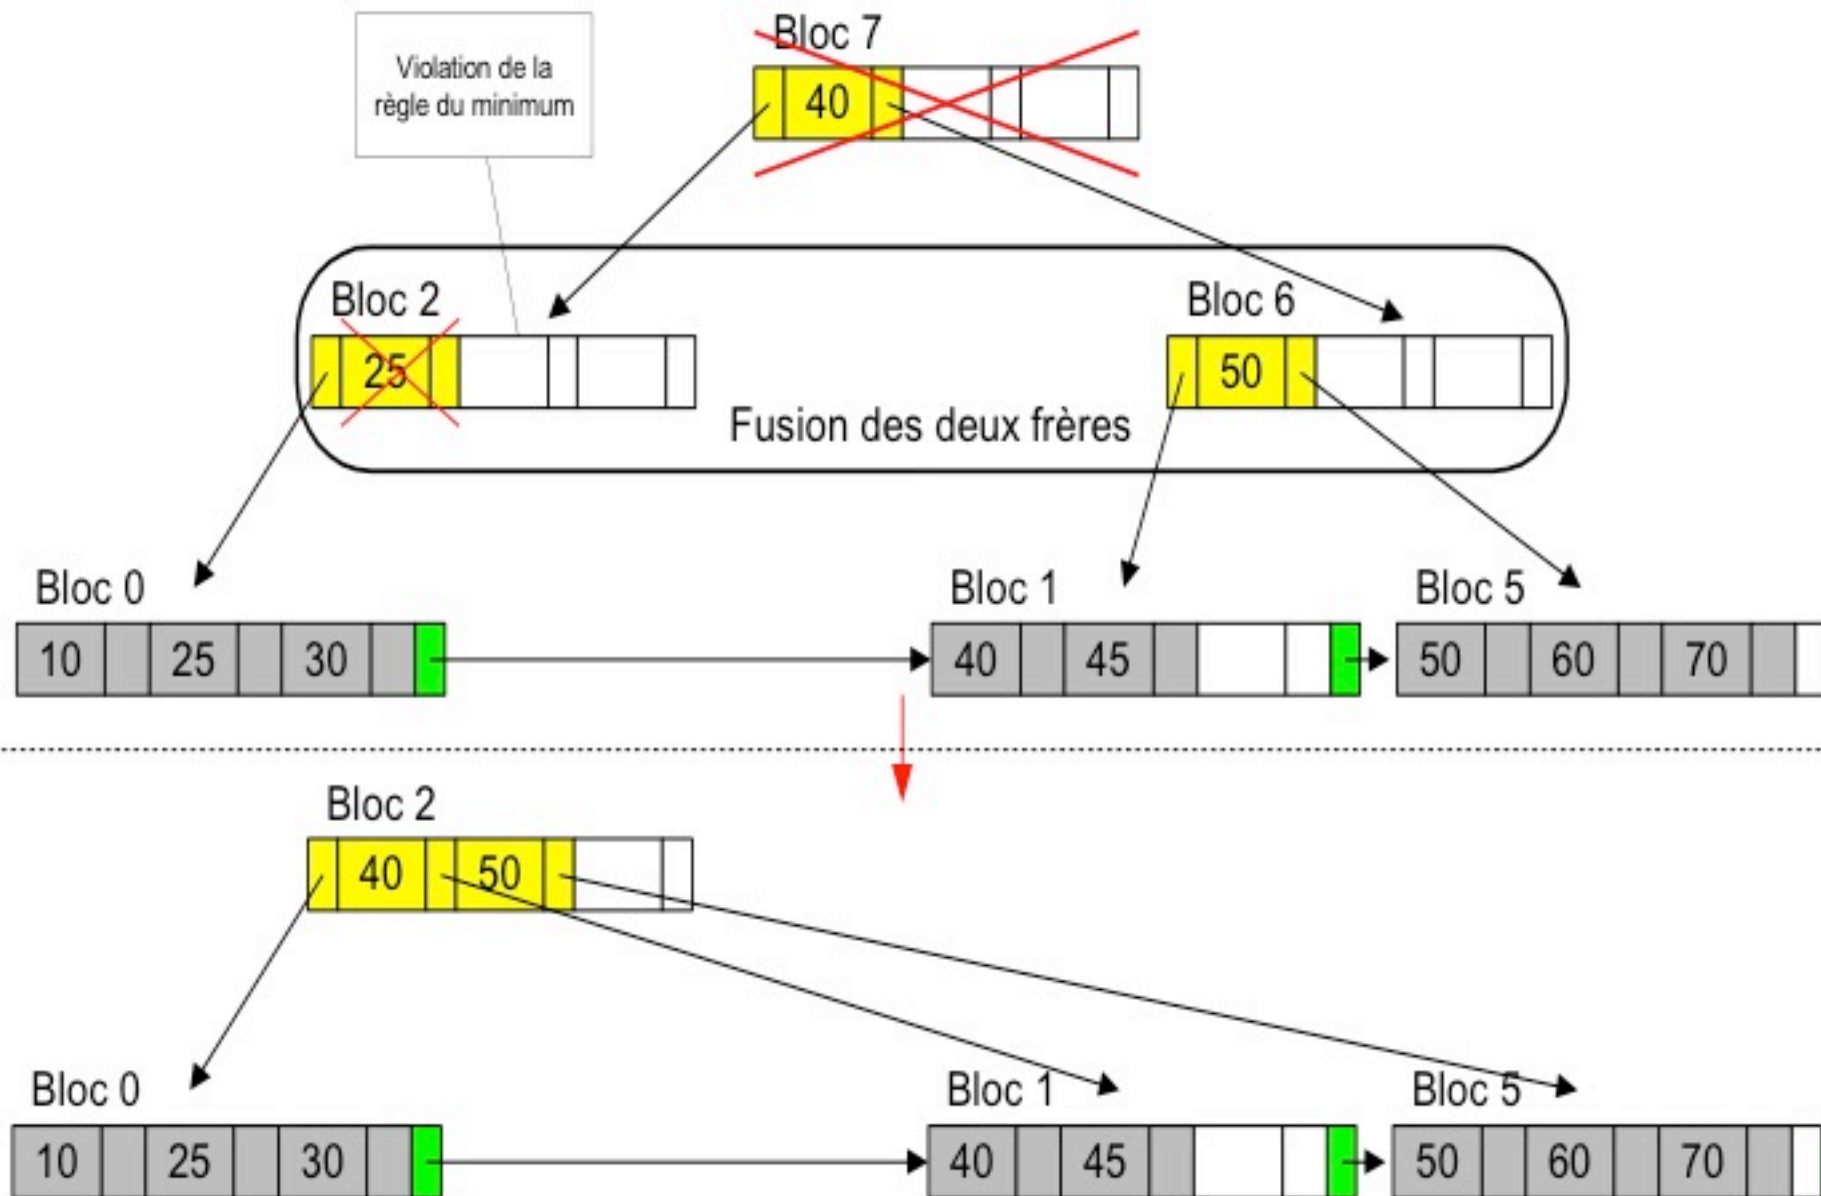 Bloc 7
Violation de la
règle du minimum
40
Bloc 2
Bloc 6
25
50
Fusion des deux frères
Bloc 0
Bloc 1
Bloc 5
10 25 30
40 45
50 60 70
Bloc 2
40 50
Bloc 0
Bloc 1
Bloc 5
10 25 30
40 45
50 60 70